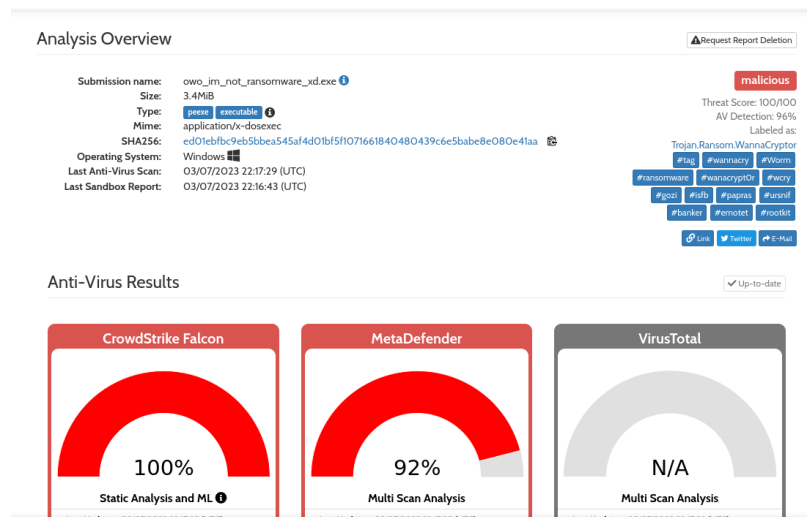 Analysis Overview
Request Report Deletion
Submission name: owo_im_not_ransomware_xd.exe
Size: 3.4MiB
Type: peexe executable
Mime: application/x-dosexec
SHA256: ed01ebfbc9eb5bbea545af4d01bf5f1071661840480439c6e5babe8e080e41aa
Operating System: Windows
Last Anti-Virus Scan: 03/07/2023 22:17:29 (UTC)
Last Sandbox Report: 03/07/2023 22:16:43 (UTC)
malicious
Threat Score: 100/100
AV Detection: 96%
Labeled as:
Trojan.Ransom.WannaCryptor
#tag #wannacry #Worm
#ransomware #wanacrypt0r #wcry
#gozi #isfb #papras #ursnif
#banker #emotet #rootkit
Link Twitter E-Mail
Anti-Virus Results
Up-to-date
CrowdStrike Falcon
100%
Static Analysis and ML
MetaDefender
92%
Multi Scan Analysis
VirusTotal
N/A
Multi Scan Analysis